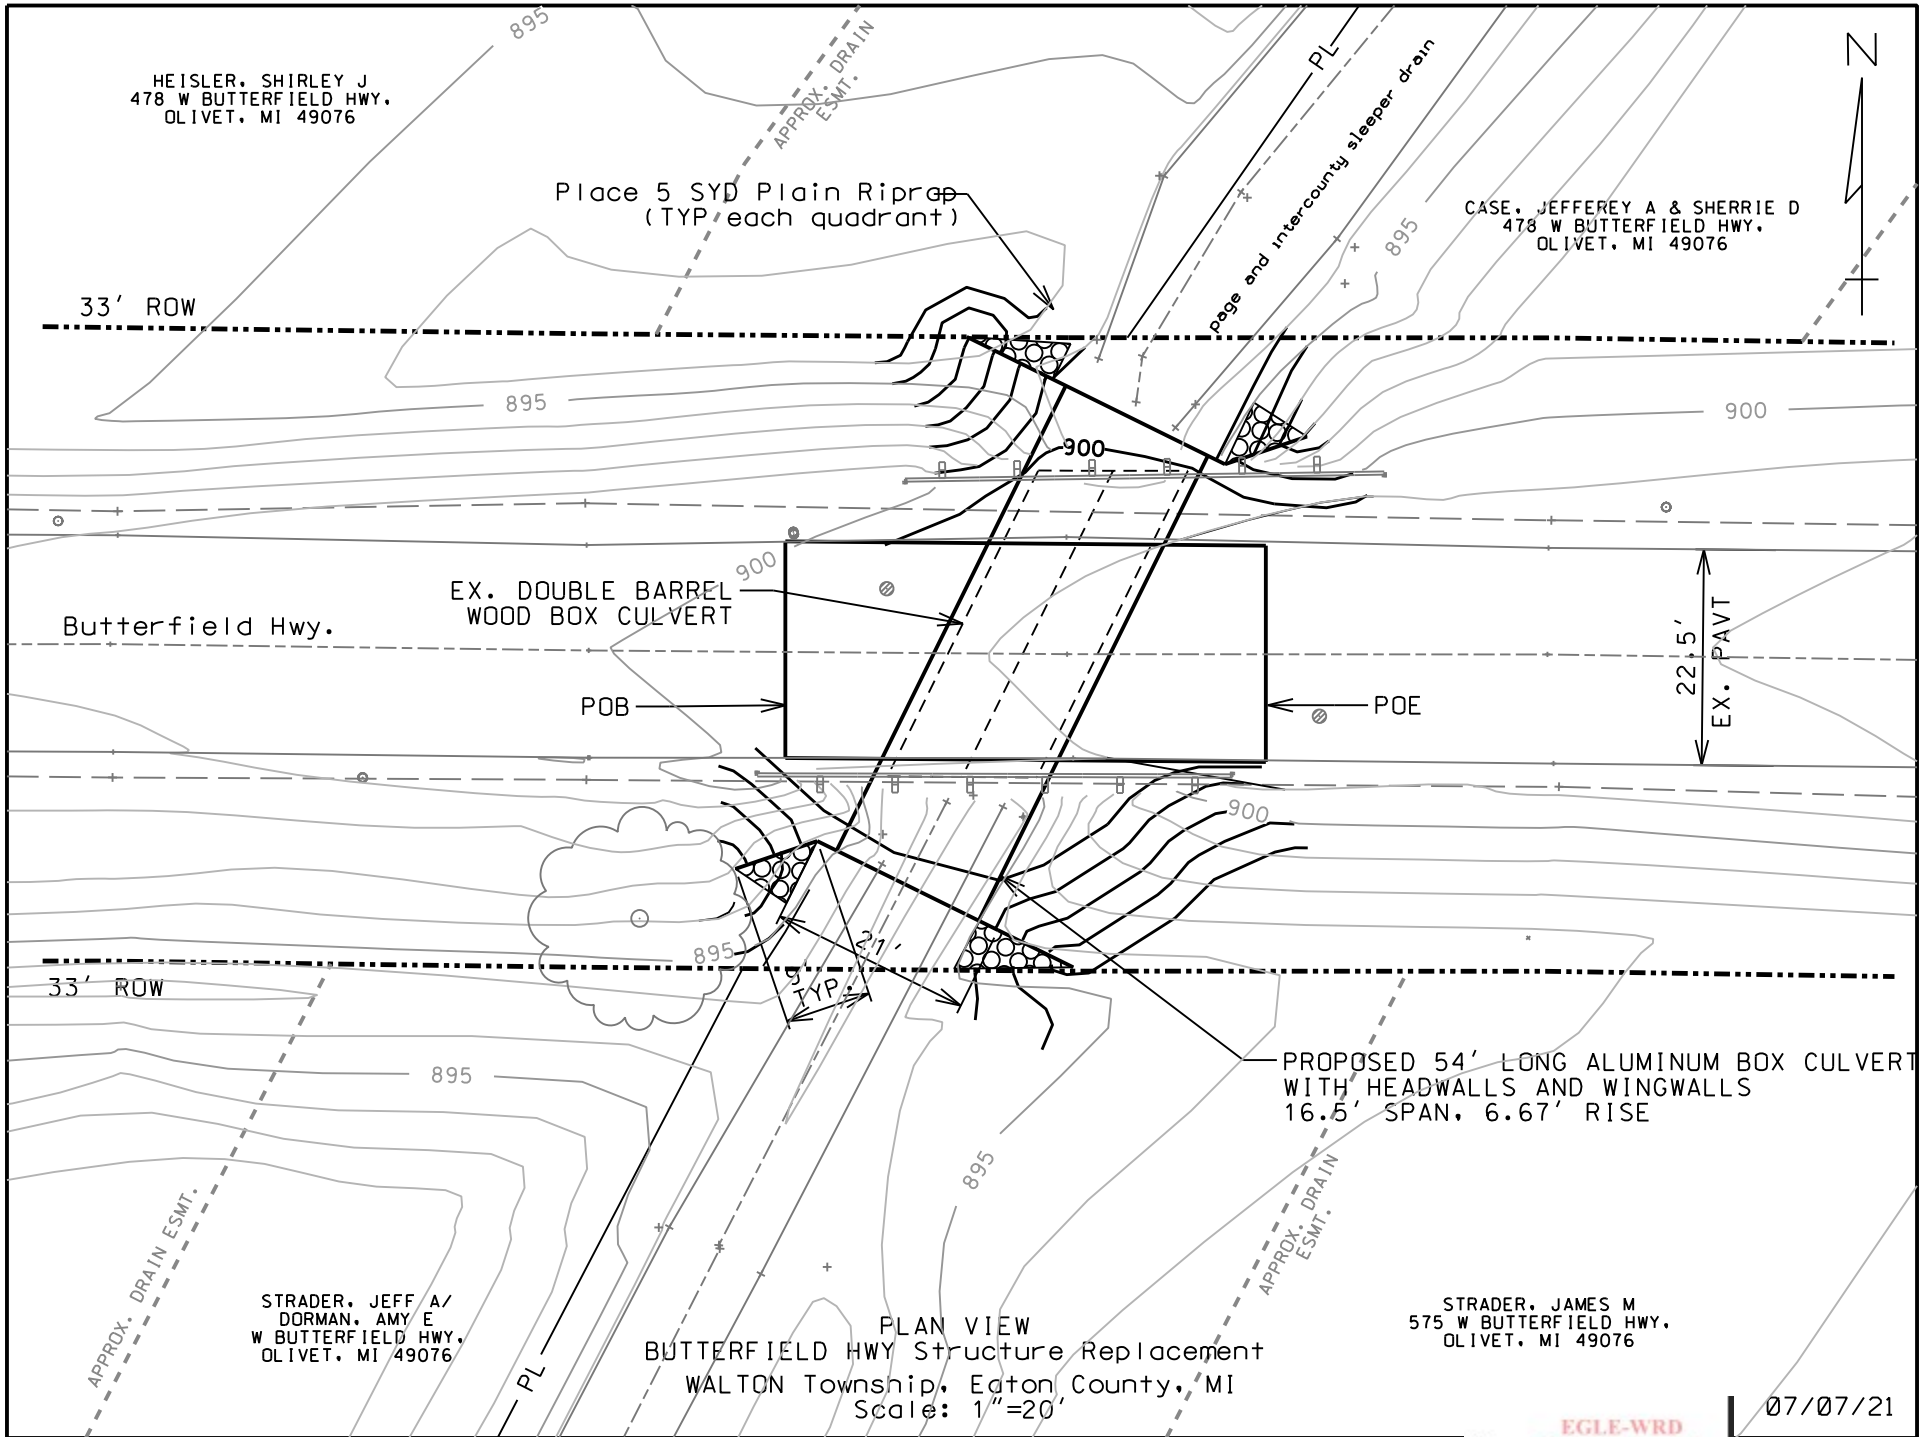 895
APPROX. DRAIN
ESMT.
PL
page and intercounty sleeper drain
N
HEISLER, SHIRLEY J
478 W BUTTERFIELD HWY,
OLIVET, MI 49076
Place 5 SYD Plain Riprap
(TYP each quadrant)
CASE, JEFFEREY A & SHERRIE D
478 W BUTTERFIELD HWY,
OLIVET, MI 49076
895
33' ROW
895
900
900
900
EX. DOUBLE BARREL
WOOD BOX CULVERT
Butterfield Hwy.
22.5'
EX. PAVT
POB
POE
900
895
21'
9'
TYP.
33' ROW
PROPOSED 54' LONG ALUMINUM BOX CULVERT
WITH HEADWALLS AND WINGWALLS
16.5' SPAN, 6.67' RISE
895
895
APPROX. DRAIN ESMT.
APPROX. DRAIN
ESMT.
STRADER, JEFF A/
DORMAN, AMY E
W BUTTERFIELD HWY,
OLIVET, MI 49076
PL
PLAN VIEW
BUTTERFIELD HWY Structure Replacement
WALTON Township, Eaton County, MI
Scale: 1"=20'
STRADER, JAMES M
575 W BUTTERFIELD HWY,
OLIVET, MI 49076
07/07/21
EGLE-WRD